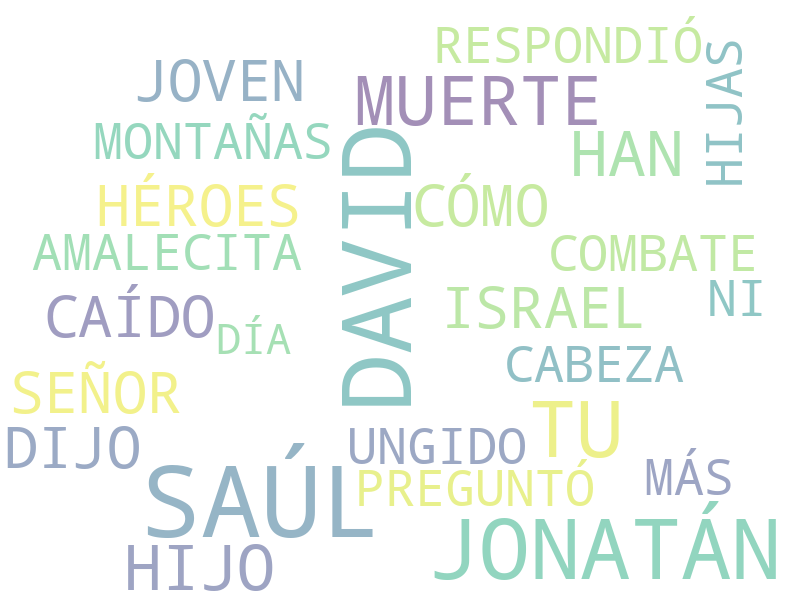 RESPONDIÓ
HIJAS
JOVEN
MUERTE
MONTAÑAS
HAN
DAVID
HÉROES
CÓMO
AMALECITA
COMBATE
CAÍDO
ISRAEL
NI
DÍA
CABEZA
SEÑOR
TU
DIJO
UNGIDO
SAÚL
PREGUNTÓ
MÁS
JONATÁN
HIJO